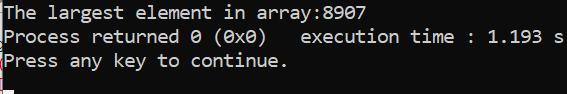 The largest element in array:8907
Process returned 0 (0x0)   execution time : 1.193 s
Press any key to continue.